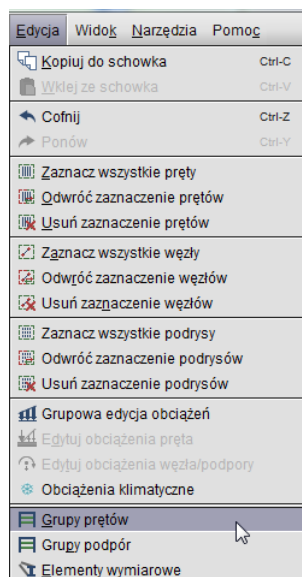 Edycja Widok Narzędzia Pomoc
Kopiuj do schowka Ctrl-C
Wklej ze schowka Ctrl-V
Cofnij Ctrl-Z
Ponów Ctrl-Y
Zaznacz wszystkie pręty
Odwróć zaznaczenie prętów
Usuń zaznaczenie prętów
Zaznacz wszystkie węzły
Odwróć zaznaczenie węzłów
Usuń zaznaczenie węzłów
Zaznacz wszystkie podrysy
Odwróć zaznaczenie podrysów
Usuń zaznaczenie podrysów
Grupowa edycja obciążeń
Edytuj obciążenia pręta
Edytuj obciążenia węzła/podpory
Obciążenia klimatyczne
Grupy prętów
Grupy podpór
Elementy wymiarowe